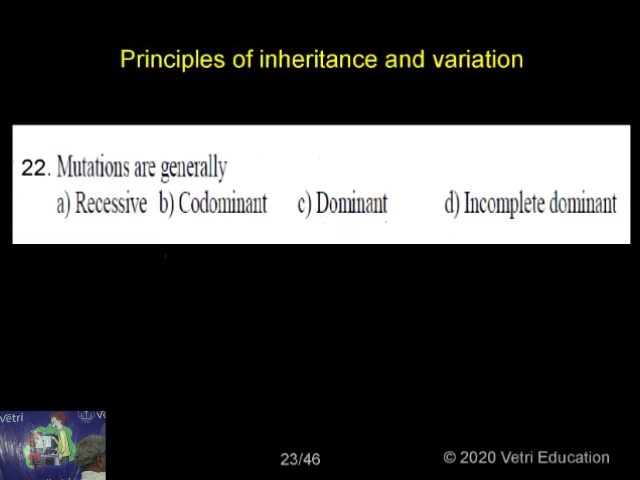 Principles of inheritance and variation
22. Mutations are generally
a) Recessive b) Codominant c) Dominant d) Incomplete dominant
vetri
23/46
© 2020 Vetri Education